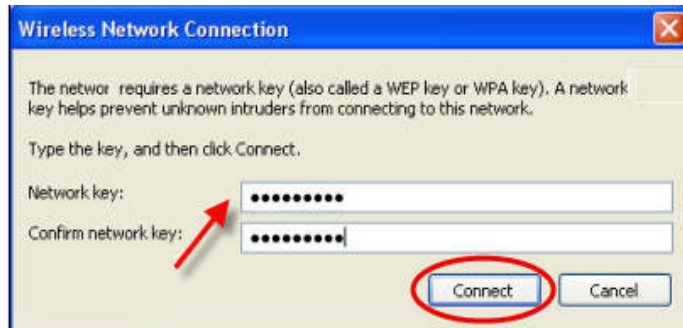 Wireless Network Connection
The networ requires a network key (also called a WEP key or WPA key). A network
key helps prevent unknown intruders from connecting to this network.
Type the key, and then click Connect.
Network key:
Confirm network key:
Connect Cancel